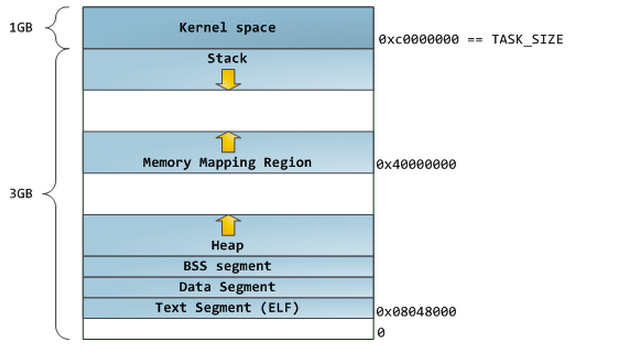 1GB
Kernel space
0xc0000000 == TASK_SIZE
Stack
Memory Mapping Region
0x40000000
3GB
Heap
BSS segment
Data Segment
Text Segment (ELF)
0x08048000
0